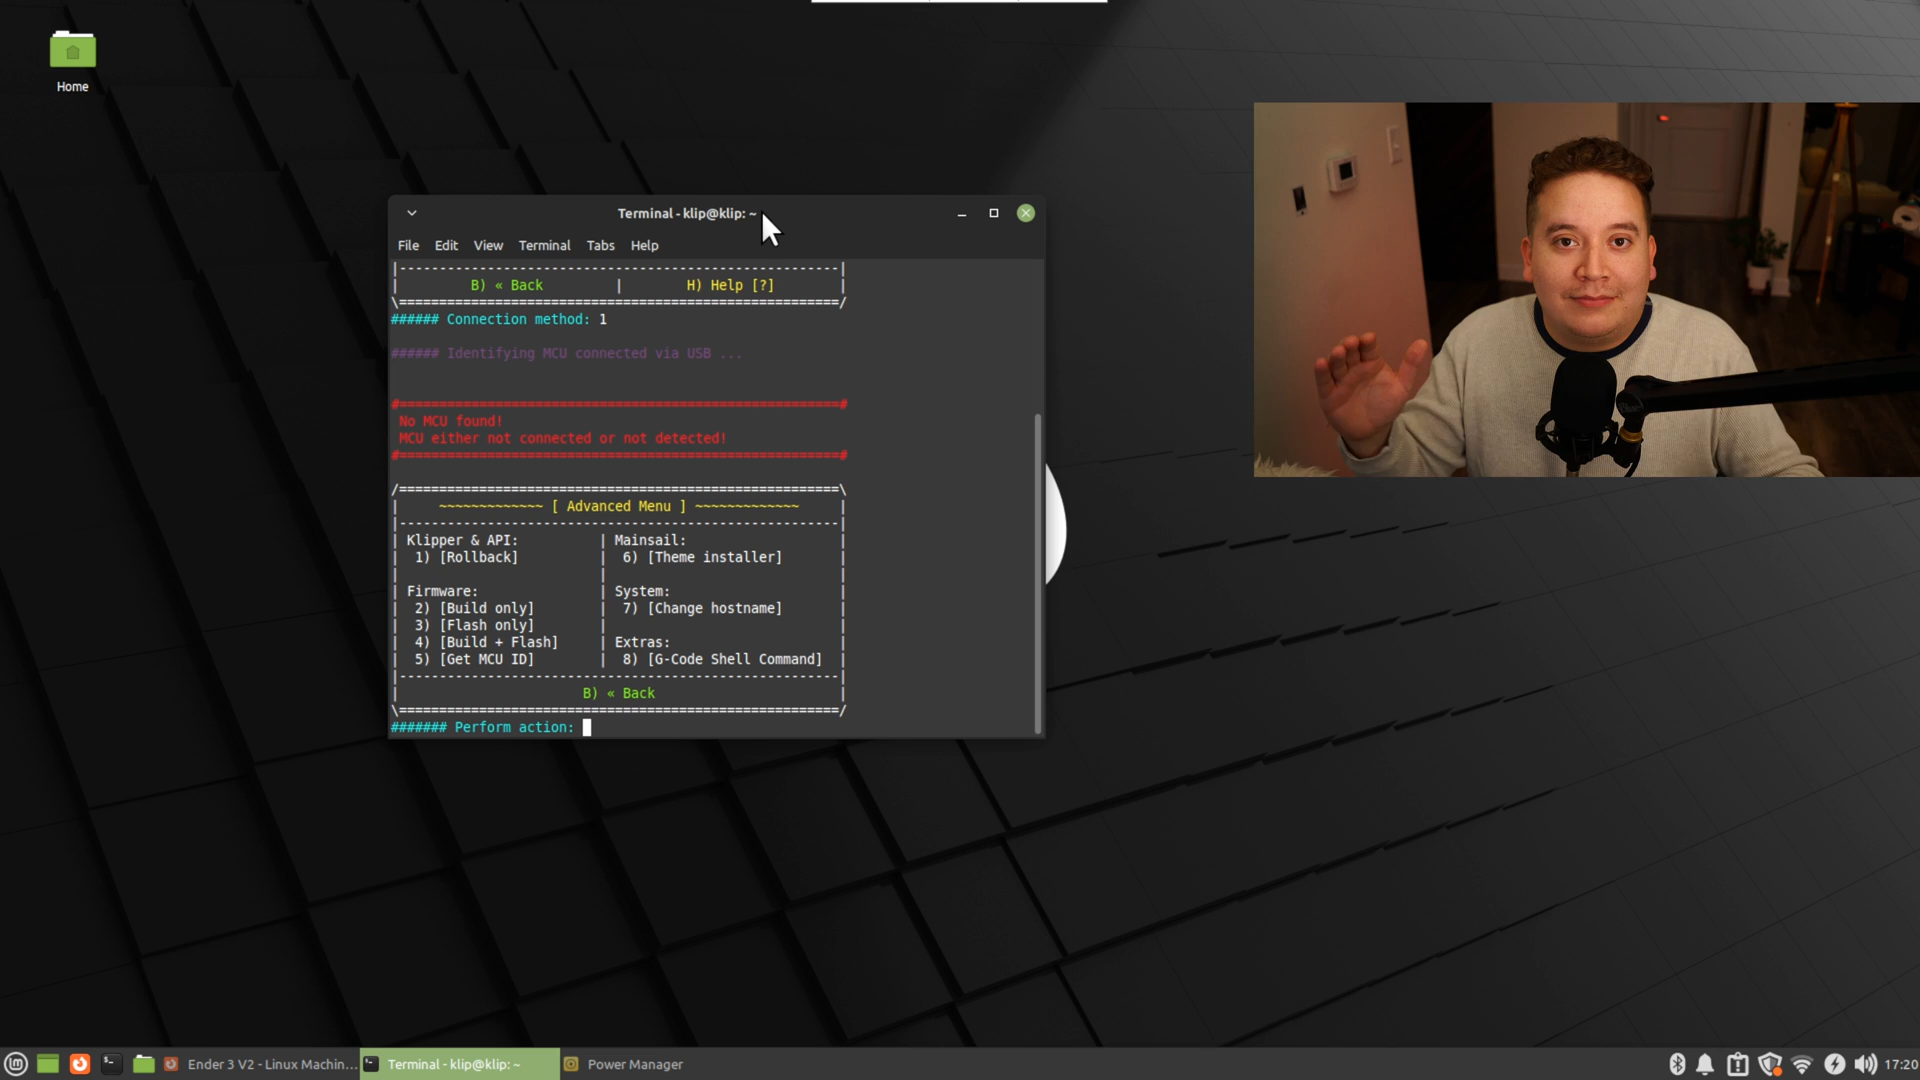 Home
Terminal - klip@klip: ~
File Edit View Terminal Tabs Help
|-------------------------------------------------------|
| B) « Back | H) Help [?] |
\=======================================================/
###### Connection method: 1
###### Identifying MCU connected via USB ...
#=======================================================#
No MCU found!
MCU either not connected or not detected!
#=======================================================#
/=======================================================\
| ~~~~~~~~~~~~~ [ Advanced Menu ] ~~~~~~~~~~~~~ |
|-------------------------------------------------------|
| Klipper & API: | Mainsail: |
| 1) [Rollback] | 6) [Theme installer] |
| | |
| Firmware: | System: |
| 2) [Build only] | 7) [Change hostname] |
| 3) [Flash only] | |
| 4) [Build + Flash] | Extras: |
| 5) [Get MCU ID] | 8) [G-Code Shell Command] |
|-------------------------------------------------------|
| B) « Back |
\=======================================================/
####### Perform action:
Ender 3 V2 - Linux Machin... Terminal - klip@klip: ~ Power Manager 17:20